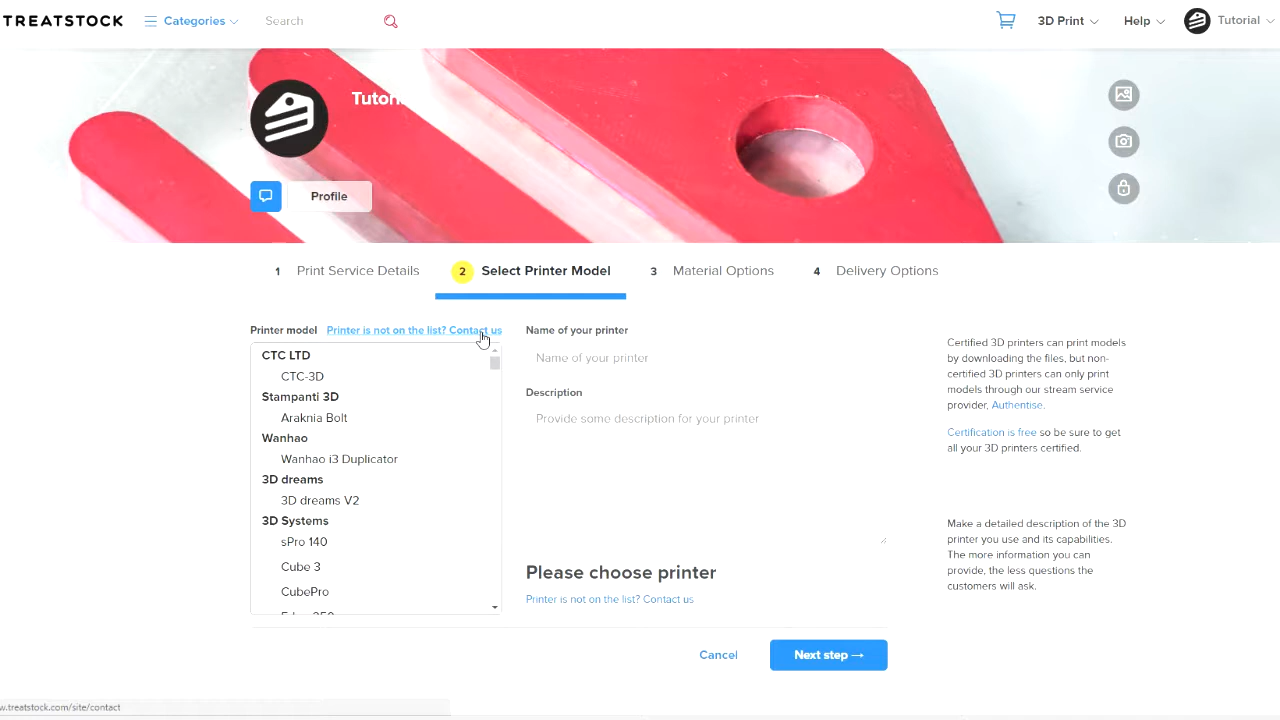 TREATSTOCK
Categories
Search
3D Print
Help
Tutorial
Profile
1 Print Service Details
2 Select Printer Model
3 Material Options
4 Delivery Options
Printer model Printer is not on the list? Contact us
CTC LTD
CTC-3D
Stampanti 3D
Araknia Bolt
Wanhao
Wanhao i3 Duplicator
3D dreams
3D dreams V2
3D Systems
sPro 140
Cube 3
CubePro
Name of your printer
Name of your printer
Description
Provide some description for your printer
Please choose printer
Printer is not on the list? Contact us
Cancel
Next step →
Certified 3D printers can print models
by downloading the files, but non-
certified 3D printers can only print
models through our stream service
provider, Authentise.
Certification is free so be sure to get
all your 3D printers certified.
Make a detailed description of the 3D
printer you use and its capabilities.
The more information you can
provide, the less questions the
customers will ask.
w.treatstock.com/site/contact